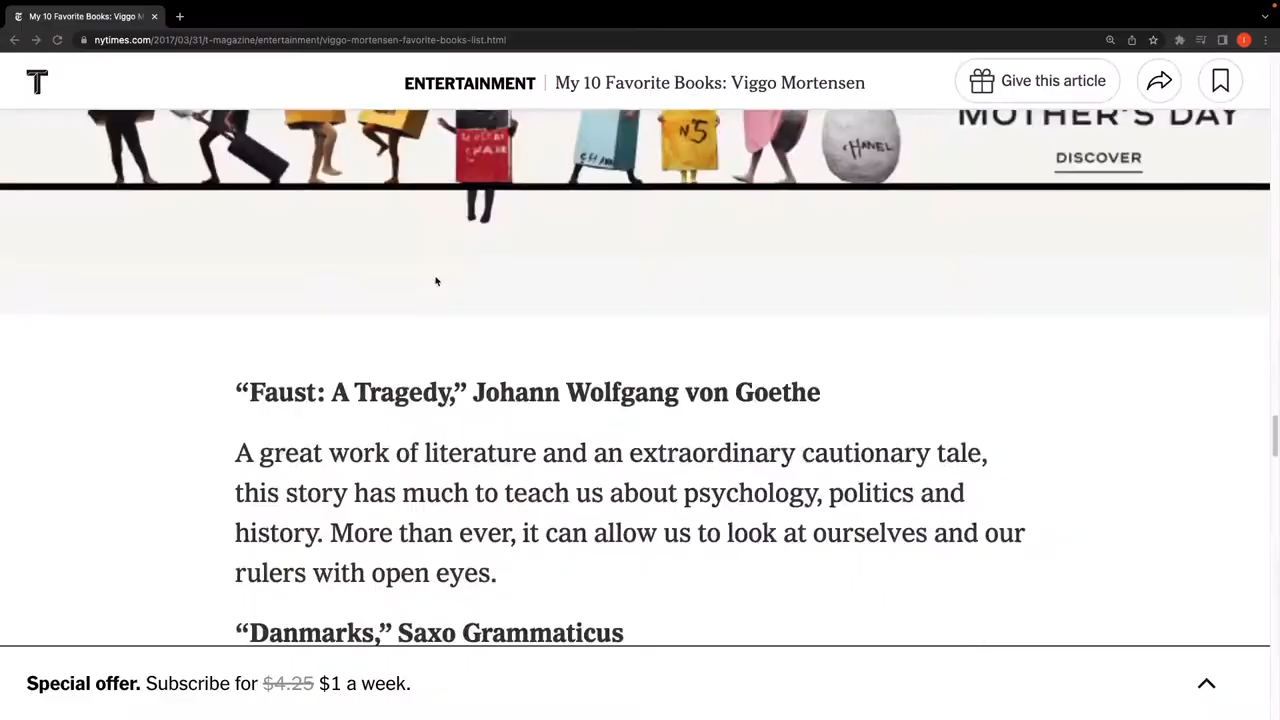 My 10 Favorite Books: Viggo M
nytimes.com/2017/03/31/t-magazine/entertainment/viggo-mortensen-favorite-books-list.html
T
ENTERTAINMENT
My 10 Favorite Books: Viggo Mortensen
Give this article
MOTHER'S DAY
N°5
CHANEL
DISCOVER
“Faust: A Tragedy,” Johann Wolfgang von Goethe
A great work of literature and an extraordinary cautionary tale,
this story has much to teach us about psychology, politics and
history. More than ever, it can allow us to look at ourselves and our
rulers with open eyes.
“Danmarks,” Saxo Grammaticus
Special offer. Subscribe for $4.25 $1 a week.